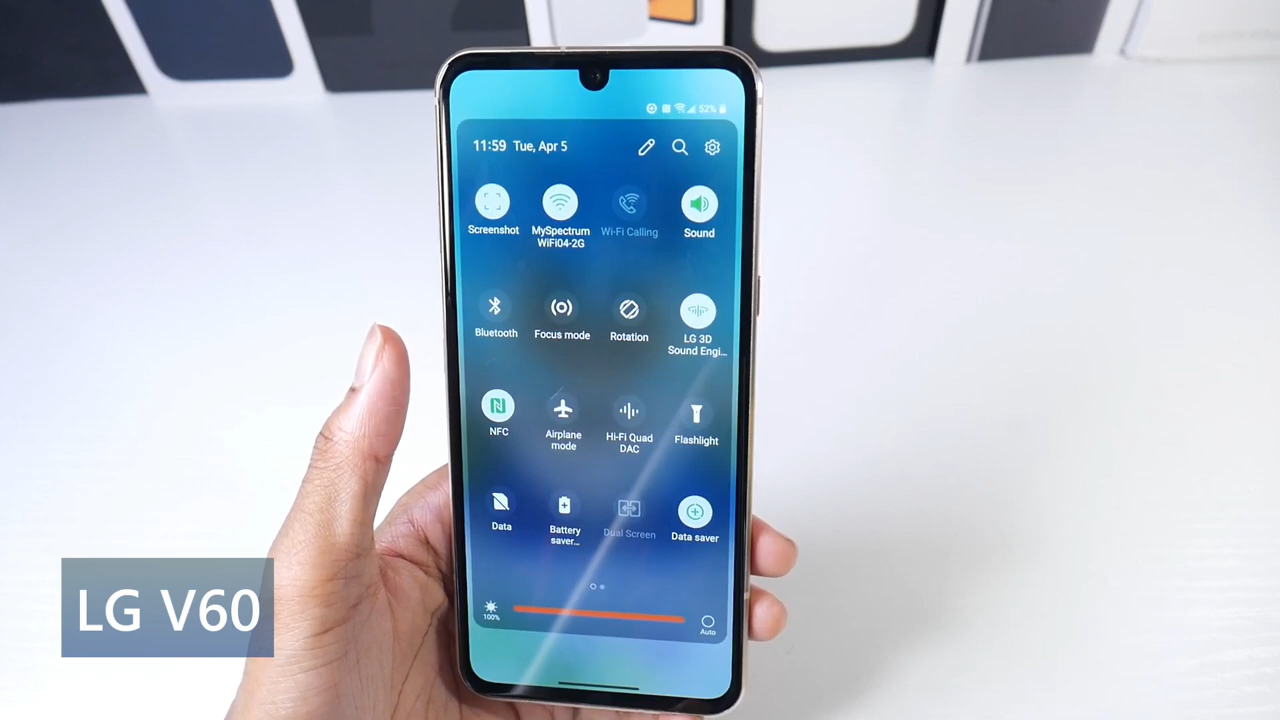 52%
11:59 Tue, Apr 5
Screenshot
MySpectrum
WiFi04-2G
Wi-Fi Calling
Sound
Bluetooth
Focus mode
Rotation
LG 3D
Sound Engi...
NFC
Airplane
mode
Hi-Fi Quad
DAC
Flashlight
Data
Battery
saver...
Dual Screen
Data saver
100%
Auto
LG V60